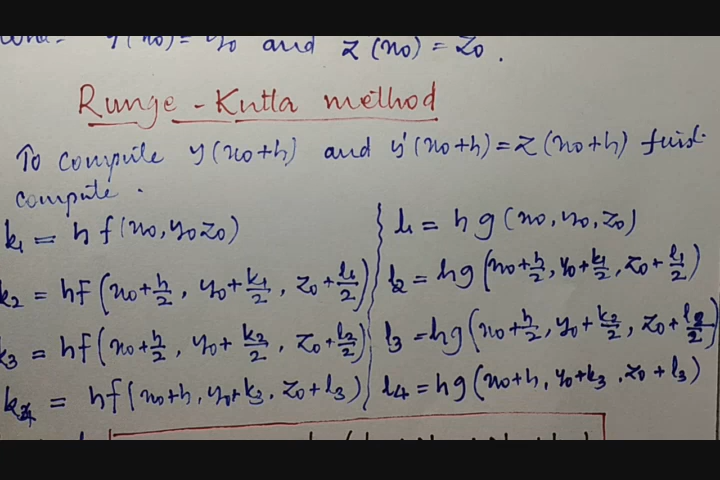 y(x0) = y0 and z(x0) = z0.
Runge-Kutta method
To compute y(x0+h) and y'(x0+h) = z(x0+h) first
compute.
k1 = h f(x0, y0 z0)
k2 = hf(x0+h/2, y0+k1/2, z0+l1/2)
k3 = hf(x0+h/2, y0+k2/2, z0+l2/2)
k4 = hf(x0+h, y0+k3, z0+l3)
l1 = h g(x0, y0, z0)
l2 = hg(x0+h/2, y0+k1/2, z0+l1/2)
l3 = hg(x0+h/2, y0+k2/2, z0+l2/2)
l4 = hg(x0+h, y0+k3, z0+l3)